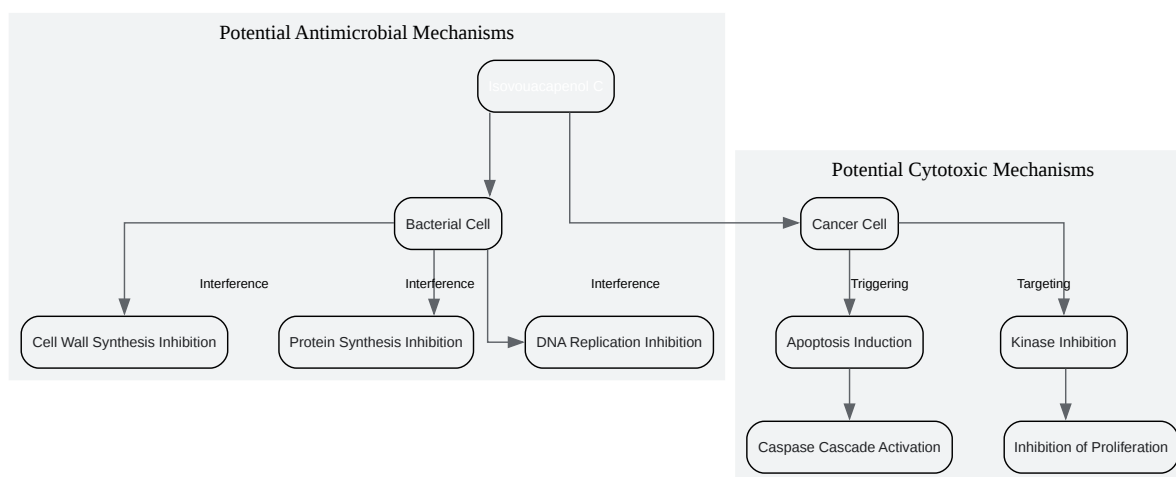 Potential Antimicrobial Mechanisms
Isovouacapenol C
Potential Cytotoxic Mechanisms
Bacterial Cell
Cancer Cell
Interference
Interference
Interference
Triggering
Targeting
Cell Wall Synthesis Inhibition
Protein Synthesis Inhibition
DNA Replication Inhibition
Apoptosis Induction
Kinase Inhibition
Caspase Cascade Activation
Inhibition of Proliferation